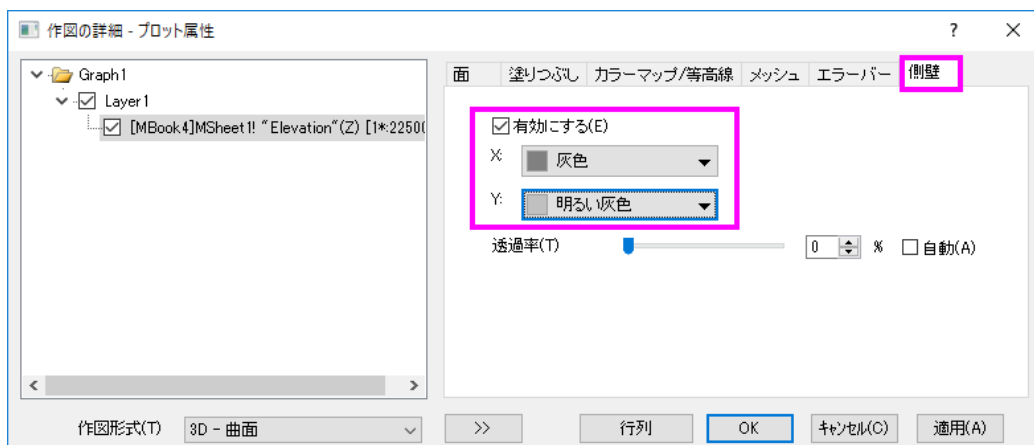 作図の詳細 - プロット属性 ?
Graph1
Layer1
[MBook4]MSheet1! "Elevation"(Z) [1*:22500
面 塗りつぶし カラーマップ/等高線 メッシュ エラーバー 側壁
有効にする(E)
X: 灰色
Y: 明るい灰色
透過率(T) 0 % 自動(A)
作図形式(T) 3D - 曲面 >> 行列 OK キャンセル(C) 適用(A)